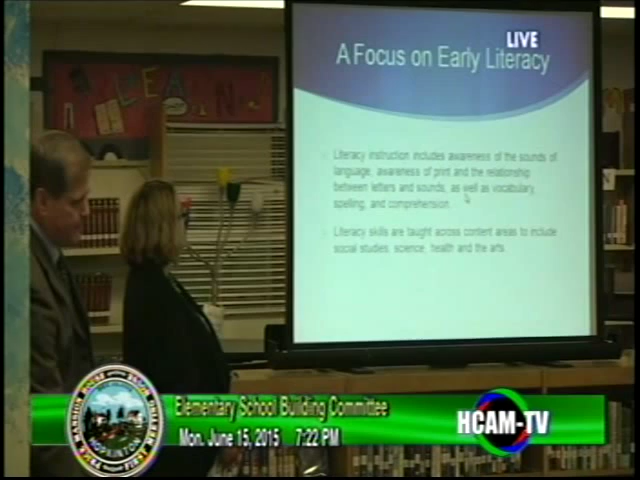 LEARN
LIVE
A Focus on Early Literacy
Literacy instruction includes awareness of the sounds of
language, awareness of print and the relationship
between letters and sounds, as well as vocabulary,
spelling, and comprehension.
Literacy skills are taught across content areas to include
social studies, science, health and the arts.
Elementary School Building Committee
Mon. June 15, 2015 7:22 PM
HCAM-TV
HOPKINTON